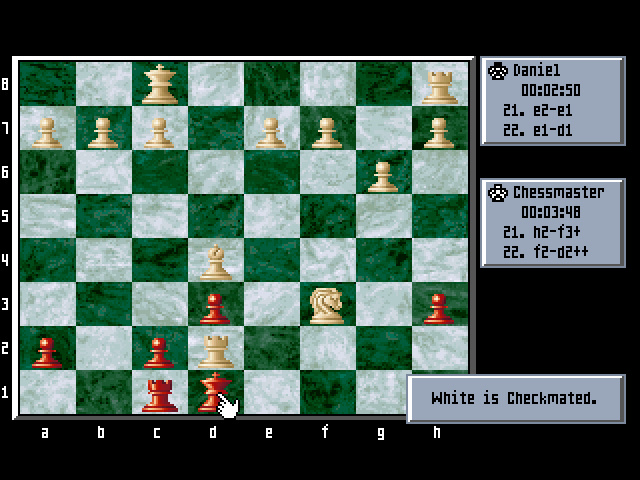 8
7
6
5
4
3
2
1
a b c d e f g h
Daniel
00:02:50
21. e2-e1
22. e1-d1
Chessmaster
00:03:48
21. h2-f3+
22. f2-d2++
White is Checkmated.